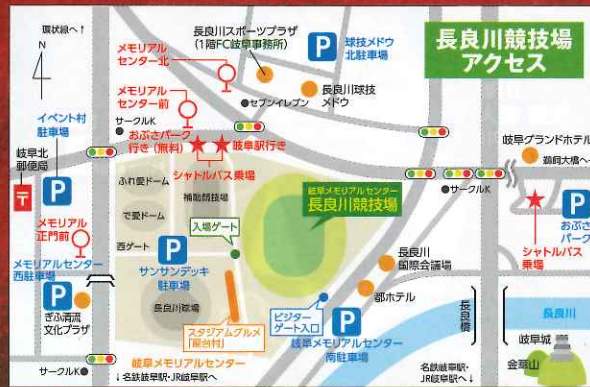 環状線へ↑
N
長良川スポーツプラザ
(1階FC岐阜事務所)
球技メドウ
北駐車場
長良川競技場
アクセス
メモリアル
センター北
長良川球技
メドウ
●セブンイレブン
メモリアル
センター前
イベント村
駐車場
サークルK
おぶさパーク
行き(無料)
岐阜駅行き
シャトルバス乗場
岐阜グランドホテル
鵜飼大橋へ→
岐阜北
郵便局
〒
ふれ愛ドーム
補助競技場
岐阜メモリアルセンター
長良川競技場
●サークルK
P
で愛ドーム
メモリアル
正門前
入場ゲート
おぶさ
パーク
シャトルバス
乗場
西ゲート
メモリアルセンター
西駐車場
サンサンデッキ
駐車場
長良川
国際会議場
都ホテル
ぎふ清流
文化プラザ
長良川球場
スタジアムグルメ
「屋台村」
ビジター
ゲート入口
岐阜メモリアルセンター
南駐車場
長良橋
長良川
岐阜城
金華山
サークルK●
岐阜メモリアルセンター
↓名鉄岐阜駅・JR岐阜駅へ
名鉄岐阜駅・
JR岐阜駅へ↓